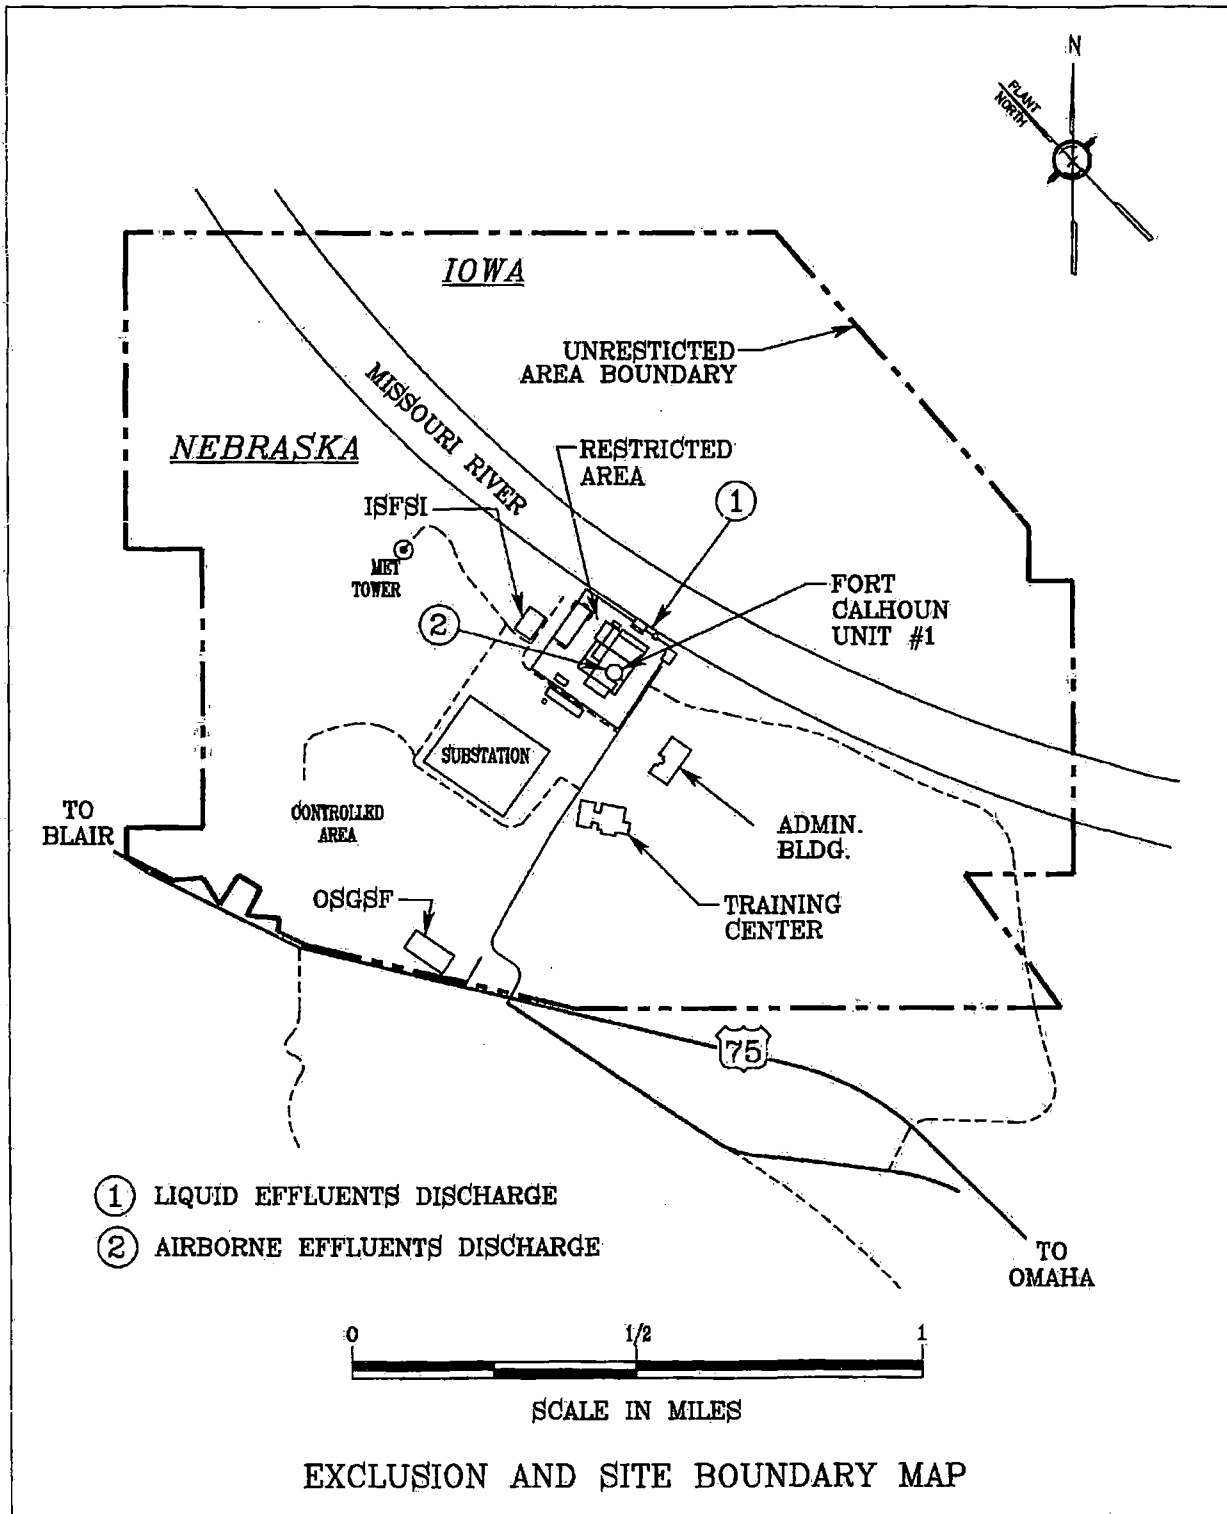 N
PLANT
NORTH
IOWA
UNRESTICTED
AREA BOUNDARY
MISSOURI RIVER
NEBRASKA
RESTRICTED
AREA
ISFSI
1
MET
TOWER
2
FORT
CALHOUN
UNIT #1
SUBSTATION
TO
BLAIR
CONTROLLED
AREA
ADMIN.
BLDG.
OSGSF
TRAINING
CENTER
75
1 LIQUID EFFLUENTS DISCHARGE
2 AIRBORNE EFFLUENTS DISCHARGE
TO
OMAHA
0 1/2 1
SCALE IN MILES
EXCLUSION AND SITE BOUNDARY MAP